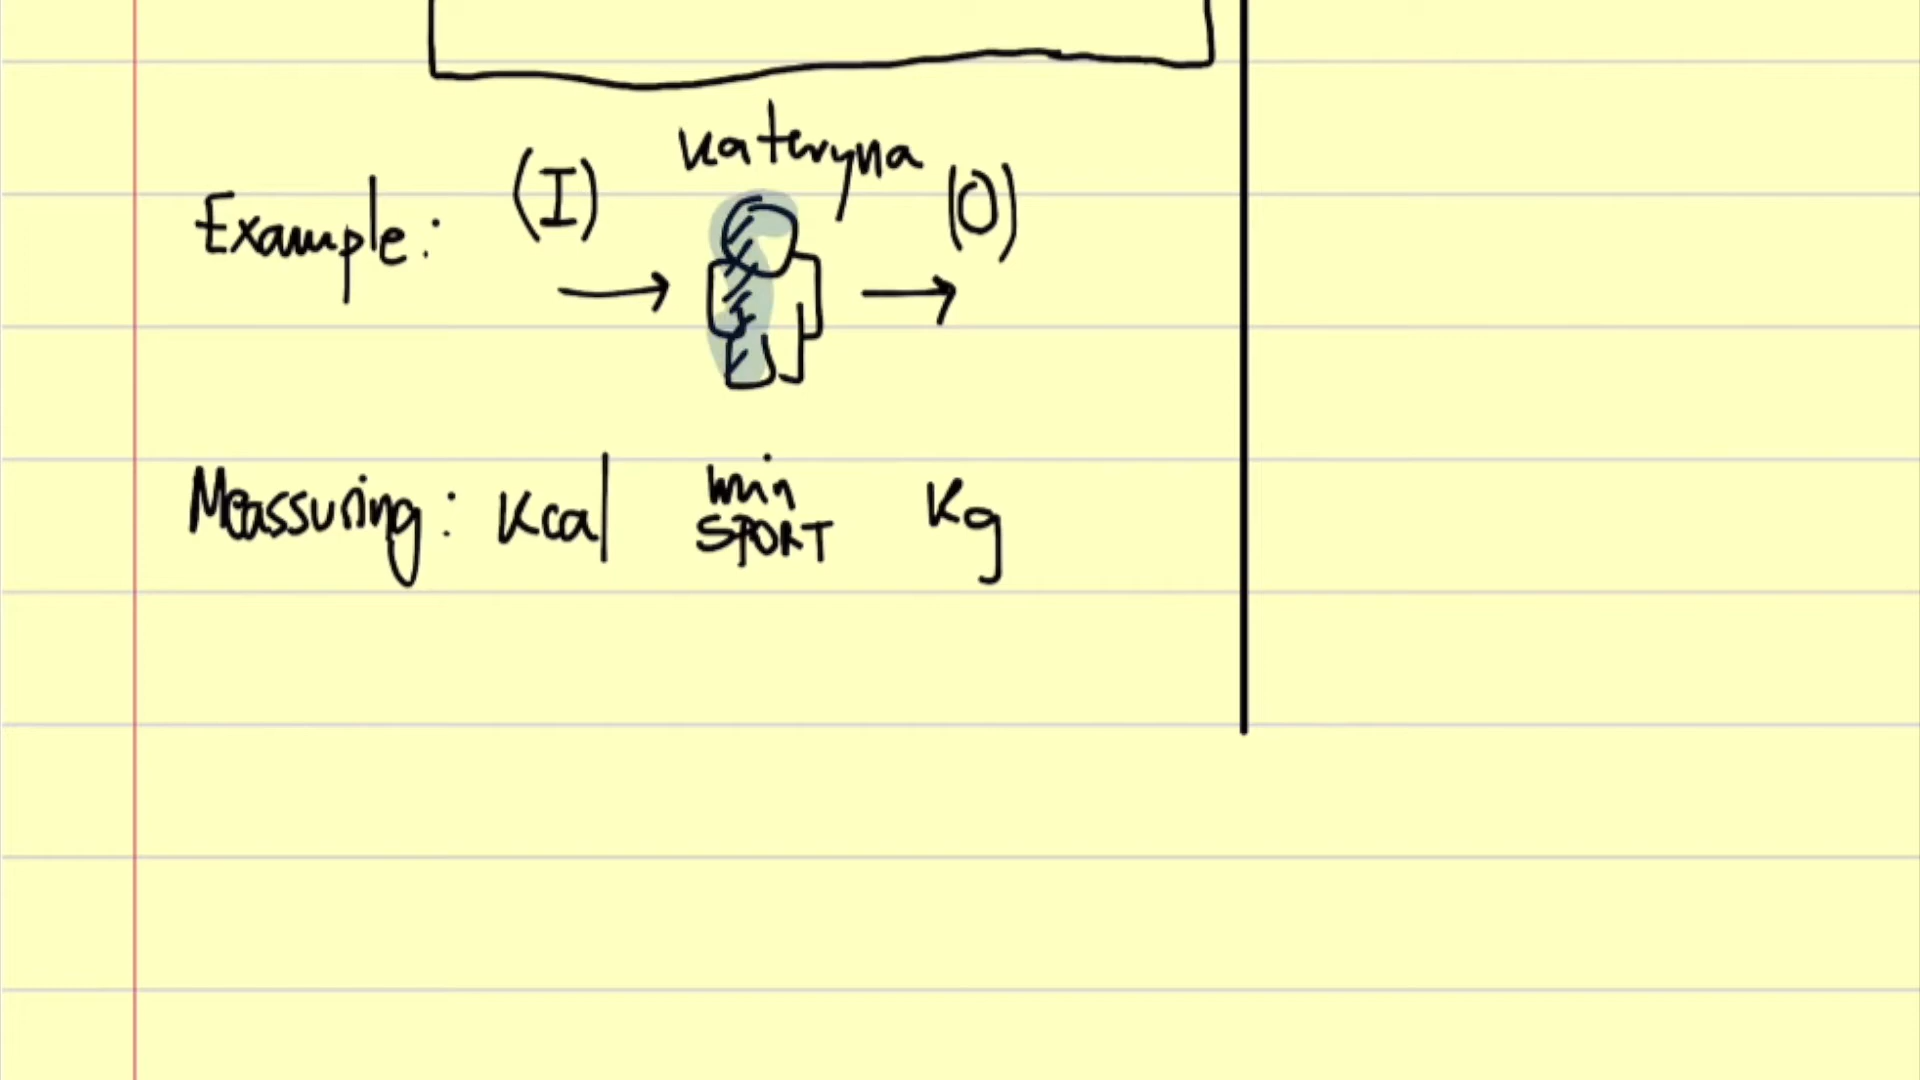 Example: (I) Kateryna (O)
Meassuring: Kcal min SPORT Kg